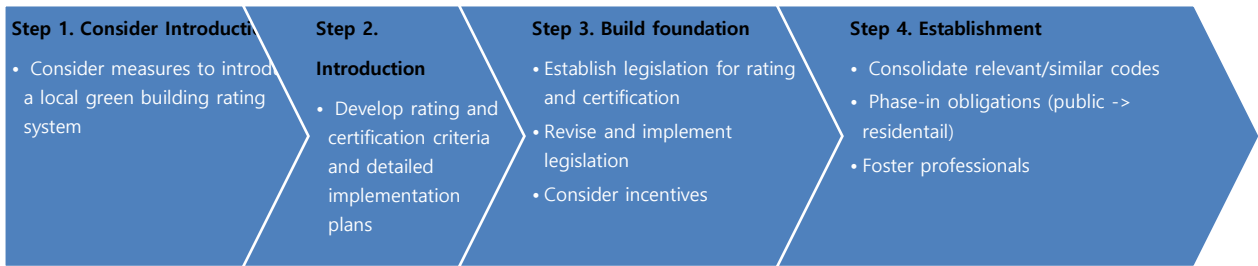 Step 1. Consider Introducti
• Consider measures to introdu
a local green building rating
system
Step 2.
Introduction
• Develop rating and
certification criteria
and detailed
implementation
plans
Step 3. Build foundation
• Establish legislation for rating
and certification
• Revise and implement
legislation
• Consider incentives
Step 4. Establishment
• Consolidate relevant/similar codes
• Phase-in obligations (public ->
residentail)
• Foster professionals